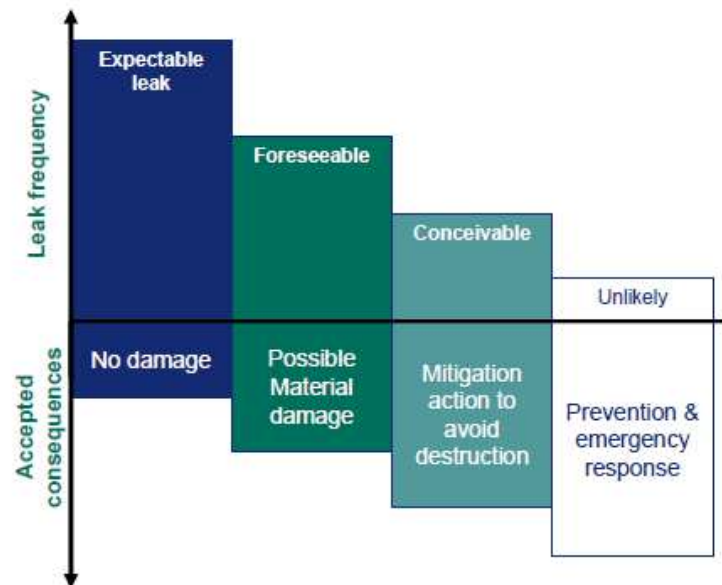 Leak frequency
Accepted
consequences
Expectable
leak
Foreseeable
Conceivable
Unlikely
No damage
Possible
Material
damage
Mitigation
action to
avoid
destruction
Prevention &
emergency
response